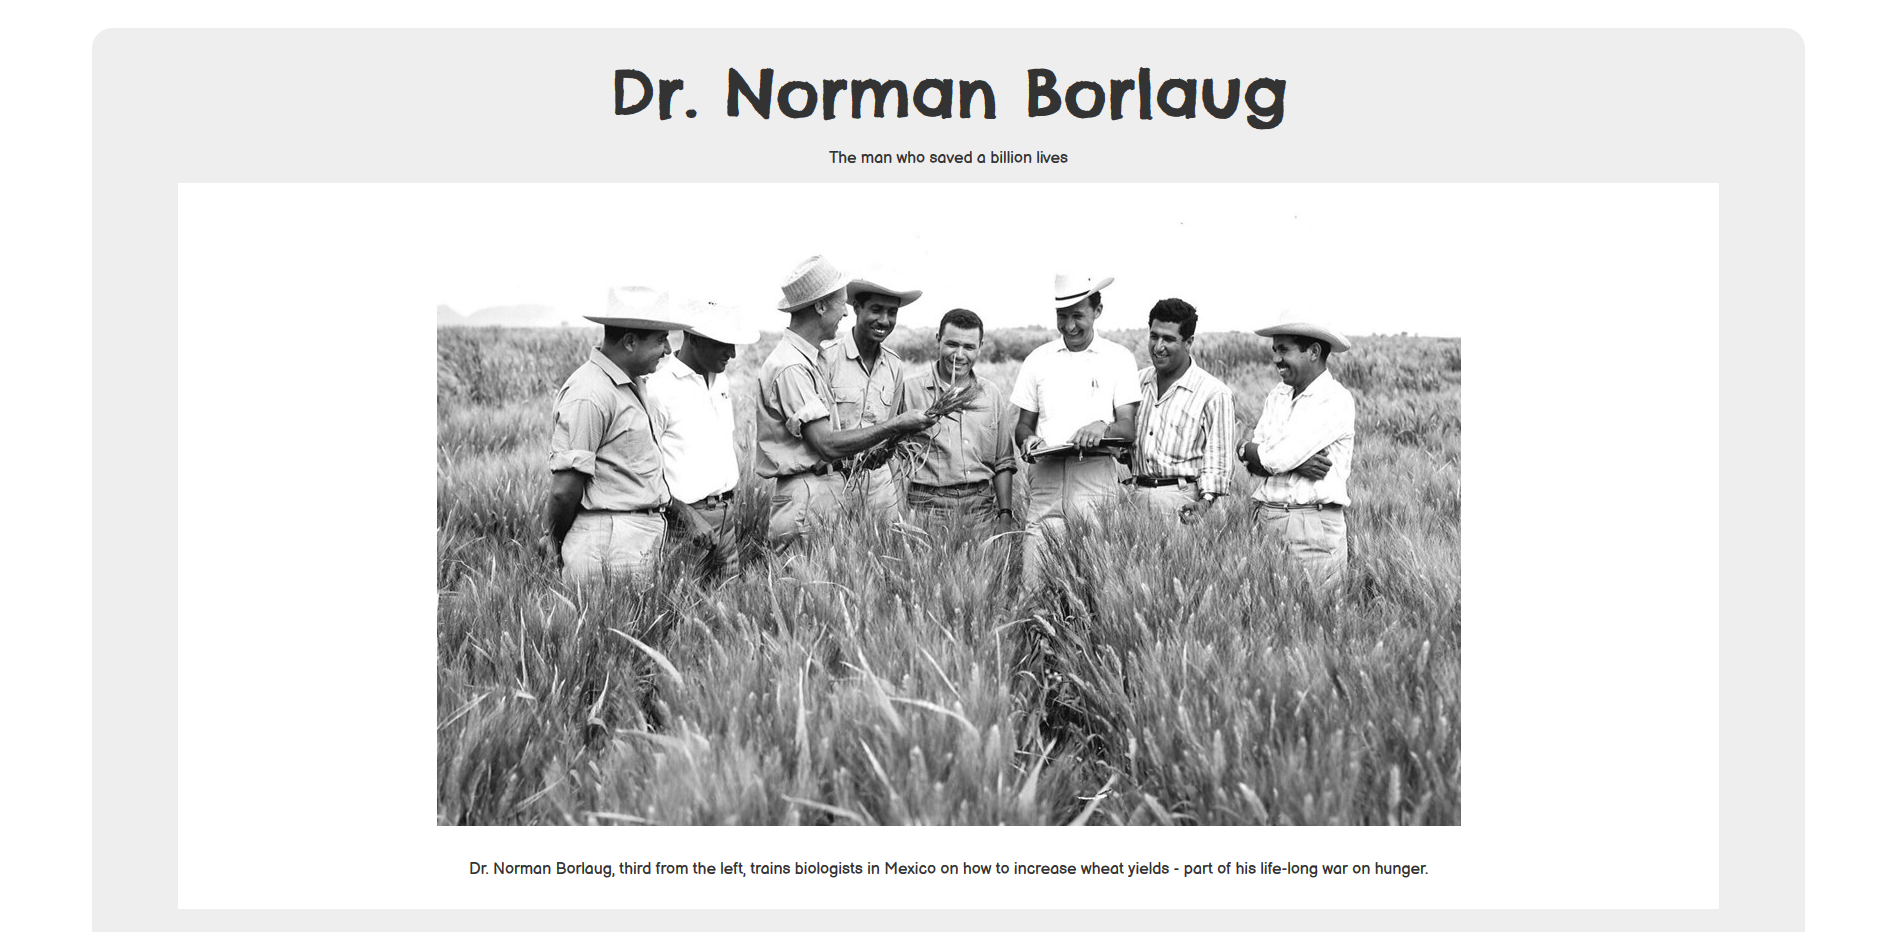 Dr. Norman Borlaug
The man who saved a billion lives
Dr. Norman Borlaug, third from the left, trains biologists in Mexico on how to increase wheat yields - part of his life-long war on hunger.